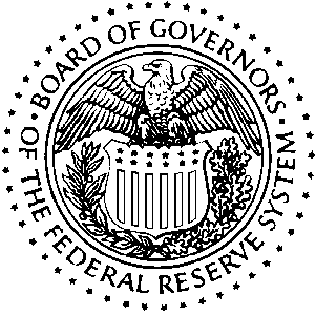 BOARD OF GOVERNORS
OF THE FEDERAL RESERVE SYSTEM